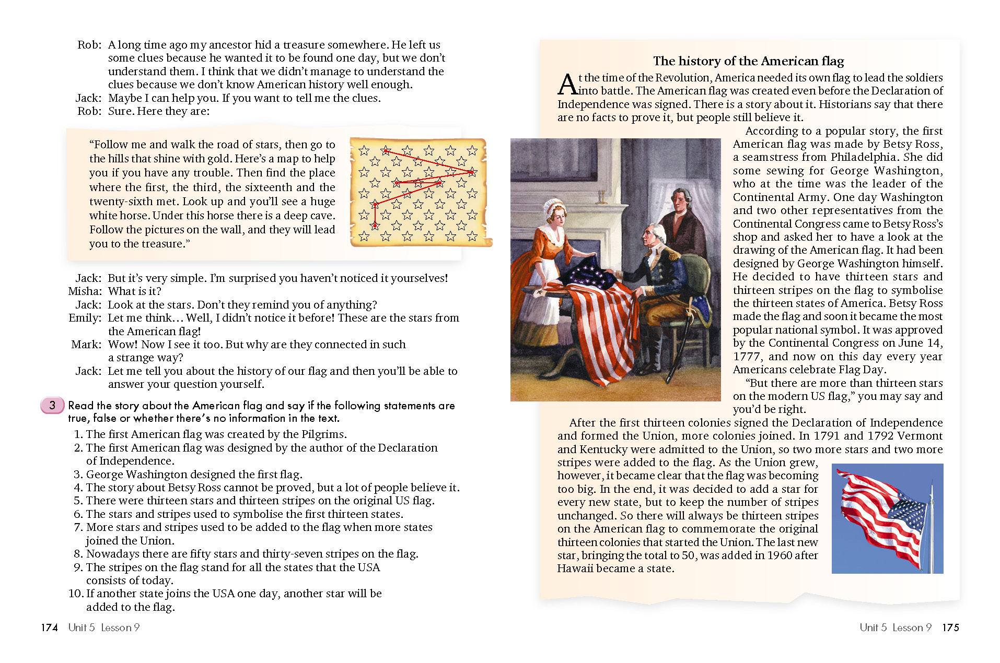 Rob: A long time ago my ancestor hid a treasure somewhere. He left us
some clues because he wanted it to be found one day, but we don’t
understand them. I think that we didn’t manage to understand the
clues because we don’t know American history well enough.
Jack: Maybe I can help you. If you want to tell me the clues.
Rob: Sure. Here they are:
“Follow me and walk the road of stars, then go to
the hills that shine with gold. Here’s a map to help
you if you have any trouble. Then find the place
where the first, the third, the sixteenth and the
twenty-sixth met. Look up and you’ll see a huge
white horse. Under this horse there is a deep cave.
Follow the pictures on the wall, and they will lead
you to the treasure.”
Jack: But it’s very simple. I’m surprised you haven’t noticed it yourselves!
Misha: What is it?
Jack: Look at the stars. Don’t they remind you of anything?
Emily: Let me think… Well, I didn’t notice it before! These are the stars from
the American flag!
Mark: Wow! Now I see it too. But why are they connected in such
a strange way?
Jack: Let me tell you about the history of our flag and then you’ll be able to
answer your question yourself.
3 Read the story about the American flag and say if the following statements are
true, false or whether there’s no information in the text.
1. The first American flag was created by the Pilgrims.
2. The first American flag was designed by the author of the Declaration
of Independence.
3. George Washington designed the first flag.
4. The story about Betsy Ross cannot be proved, but a lot of people believe it.
5. There were thirteen stars and thirteen stripes on the original US flag.
6. The stars and stripes used to symbolise the first thirteen states.
7. More stars and stripes used to be added to the flag when more states
joined the Union.
8. Nowadays there are fifty stars and thirty-seven stripes on the flag.
9. The stripes on the flag stand for all the states that the USA
consists of today.
10. If another state joins the USA one day, another star will be
added to the flag.
174 Unit 5 Lesson 9
The history of the American flag
At the time of the Revolution, America needed its own flag to lead the soldiers
into battle. The American flag was created even before the Declaration of
Independence was signed. There is a story about it. Historians say that there
are no facts to prove it, but people still believe it.
According to a popular story, the first
American flag was made by Betsy Ross,
a seamstress from Philadelphia. She did
some sewing for George Washington,
who at the time was the leader of the
Continental Army. One day Washington
and two other representatives from the
Continental Congress came to Betsy Ross’s
shop and asked her to have a look at the
drawing of the American flag. It had been
designed by George Washington himself.
He decided to have thirteen stars and
thirteen stripes on the flag to symbolise
the thirteen states of America. Betsy Ross
made the flag and soon it became the most
popular national symbol. It was approved
by the Continental Congress on June 14,
1777, and now on this day every year
Americans celebrate Flag Day.
“But there are more than thirteen stars
on the modern US flag,” you may say and
you’d be right.
After the first thirteen colonies signed the Declaration of Independence
and formed the Union, more colonies joined. In 1791 and 1792 Vermont
and Kentucky were admitted to the Union, so two more stars and two more
stripes were added to the flag. As the Union grew,
however, it became clear that the flag was becoming
too big. In the end, it was decided to add a star for
every new state, but to keep the number of stripes
unchanged. So there will always be thirteen stripes
on the American flag to commemorate the original
thirteen colonies that started the Union. The last new
star, bringing the total to 50, was added in 1960 after
Hawaii became a state.
Unit 5 Lesson 9 175